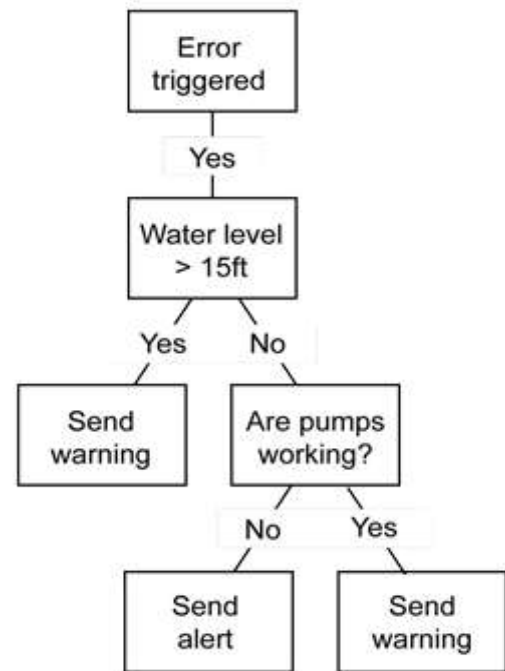 Error
triggered
Yes
Water level
> 15ft
Yes
No
Send
warning
Are pumps
working?
No
Yes
Send
alert
Send
warning